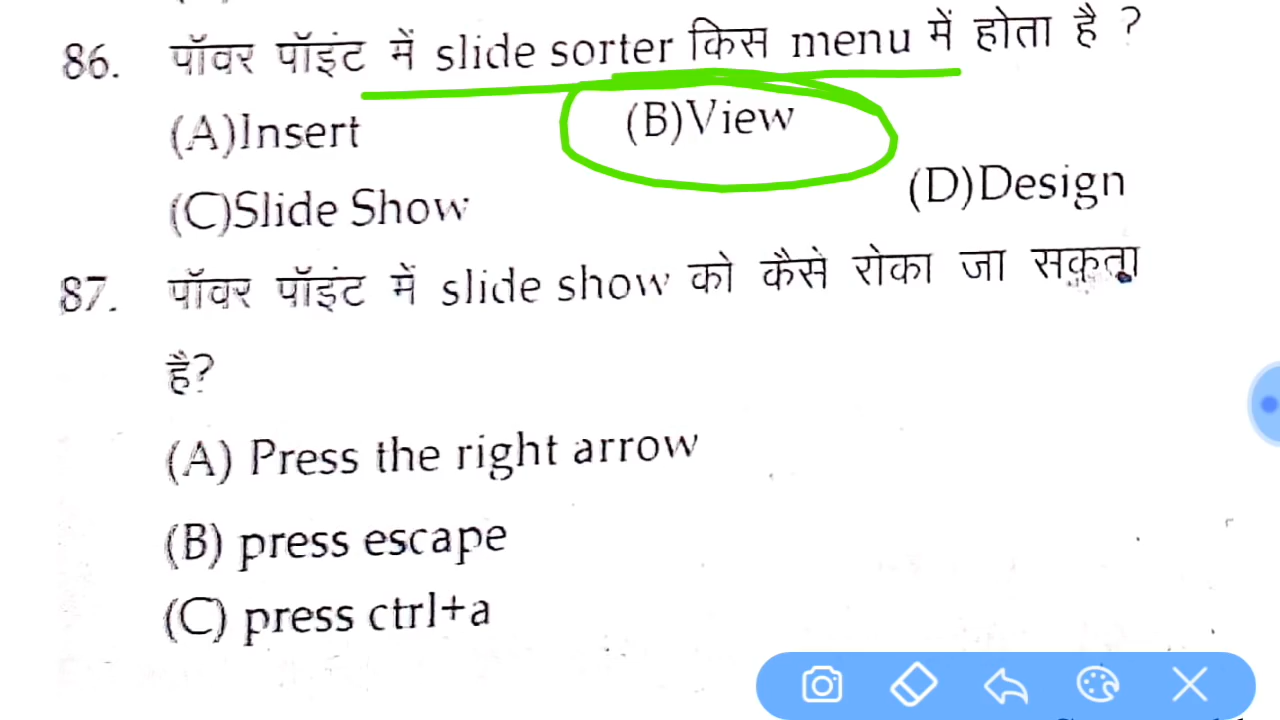 86. पॉवर पॉइंट में slide sorter किस menu में होता है ?
(A)Insert (B)View
(C)Slide Show (D)Design
87. पॉवर पॉइंट में slide show को कैसे रोका जा सकता
है?
(A) Press the right arrow
(B) press escape
(C) press ctrl+a